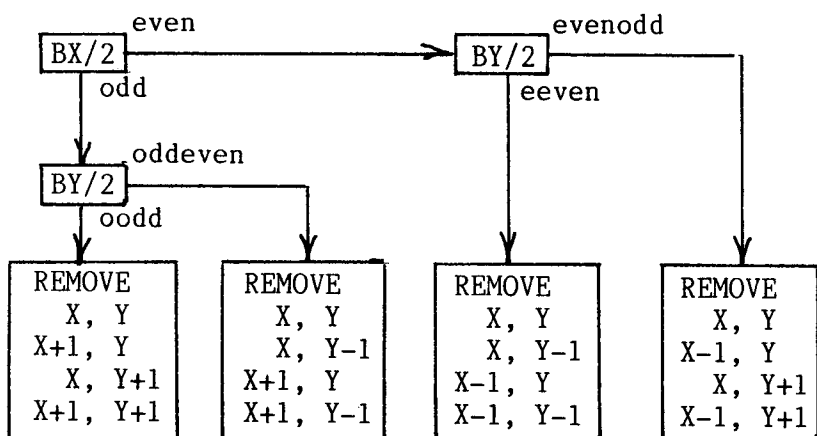 even
BX/2
odd
evenodd
BY/2
eeven
oddeven
BY/2
oodd
REMOVE
X, Y
X+1, Y
X, Y+1
X+1, Y+1
REMOVE
X, Y
X, Y-1
X+1, Y
X+1, Y-1
REMOVE
X, Y
X, Y-1
X-1, Y
X-1, Y-1
REMOVE
X, Y
X-1, Y
X, Y+1
X-1, Y+1